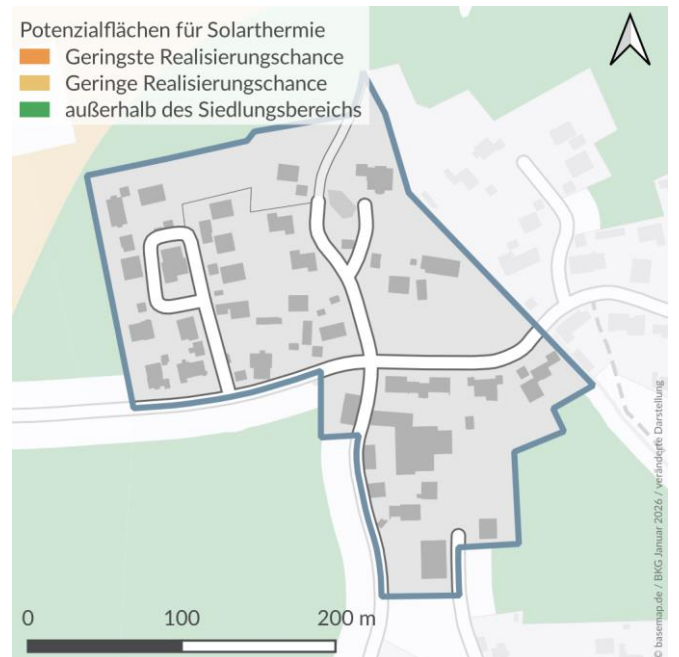 Potenzialflächen für Solarthermie
Geringste Realisierungschance
Geringe Realisierungschance
außerhalb des Siedlungsbereichs
0 100 200 m
© basemap.de / BKG Januar 2026 / veränderte Darstellung